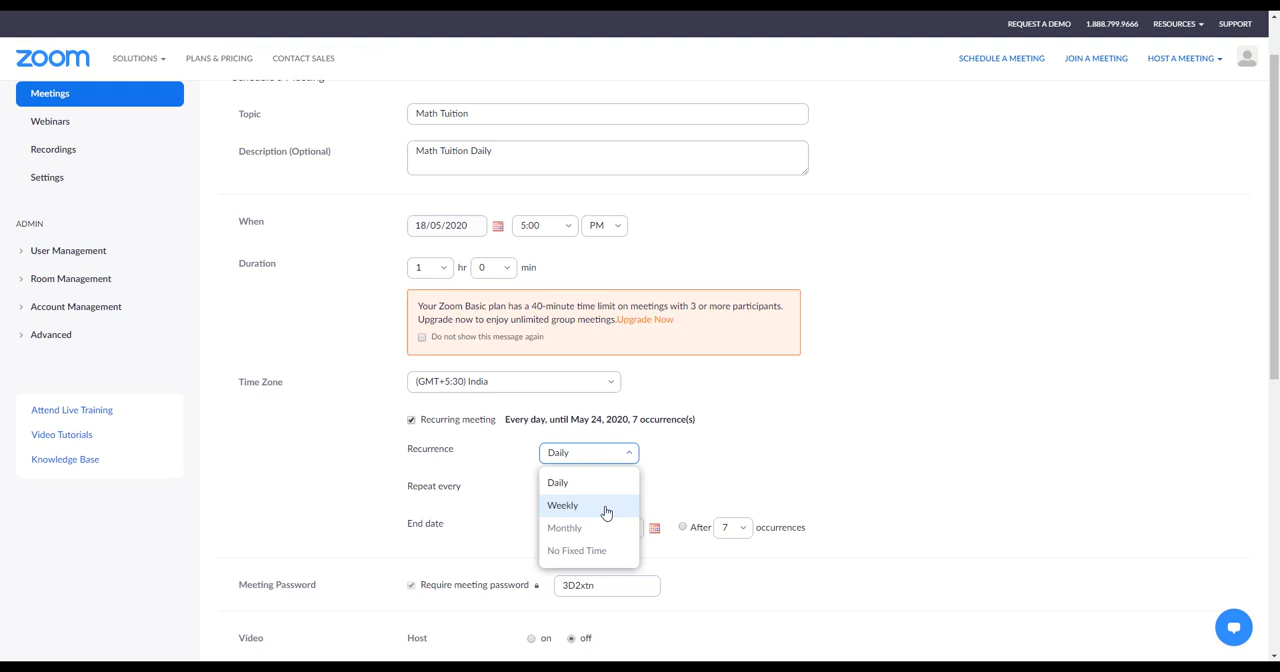 REQUEST A DEMO 1.888.799.9666 RESOURCES SUPPORT
zoom SOLUTIONS PLANS & PRICING CONTACT SALES SCHEDULE A MEETING JOIN A MEETING HOST A MEETING
Schedule a Meeting
Meetings
Webinars
Recordings
Settings
ADMIN
User Management
Room Management
Account Management
Advanced
Attend Live Training
Video Tutorials
Knowledge Base
Topic Math Tuition
Description (Optional) Math Tuition Daily
When 18/05/2020 5:00 PM
Duration 1 hr 0 min
Your Zoom Basic plan has a 40-minute time limit on meetings with 3 or more participants.
Upgrade now to enjoy unlimited group meetings.Upgrade Now
Do not show this message again
Time Zone (GMT+5:30) India
Recurring meeting Every day, until May 24, 2020, 7 occurrence(s)
Recurrence Daily
Daily
Repeat every
Weekly
End date
Monthly
After 7 occurrences
No Fixed Time
Meeting Password Require meeting password 3D2xtn
Video Host on off